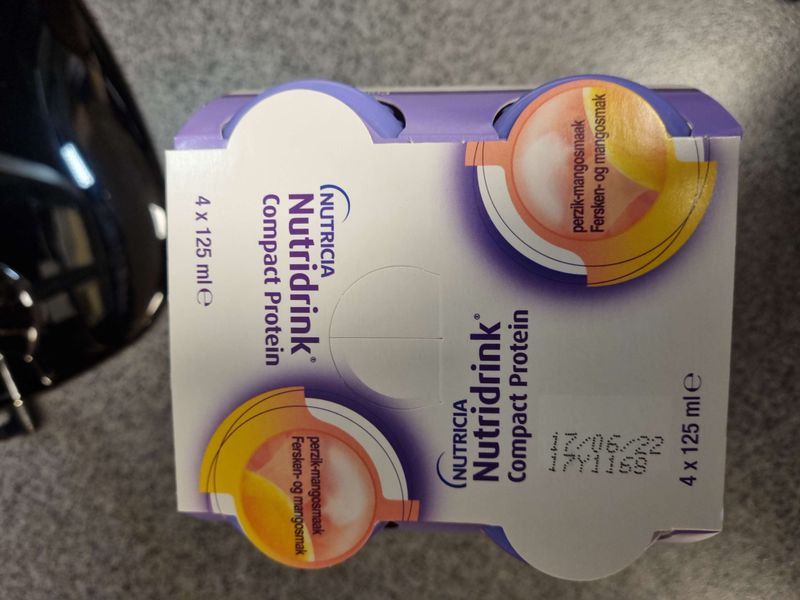 NUTRICIA
Nutridrink®
Compact Protein
4 x 125 ml ℮
perzik-mangosmaak
Fersken- og mangosmak
NUTRICIA
Nutridrink®
Compact Protein
17/06/22
4 x 125 ml ℮
perzik-mangosmaak
Fersken- og mangosmak